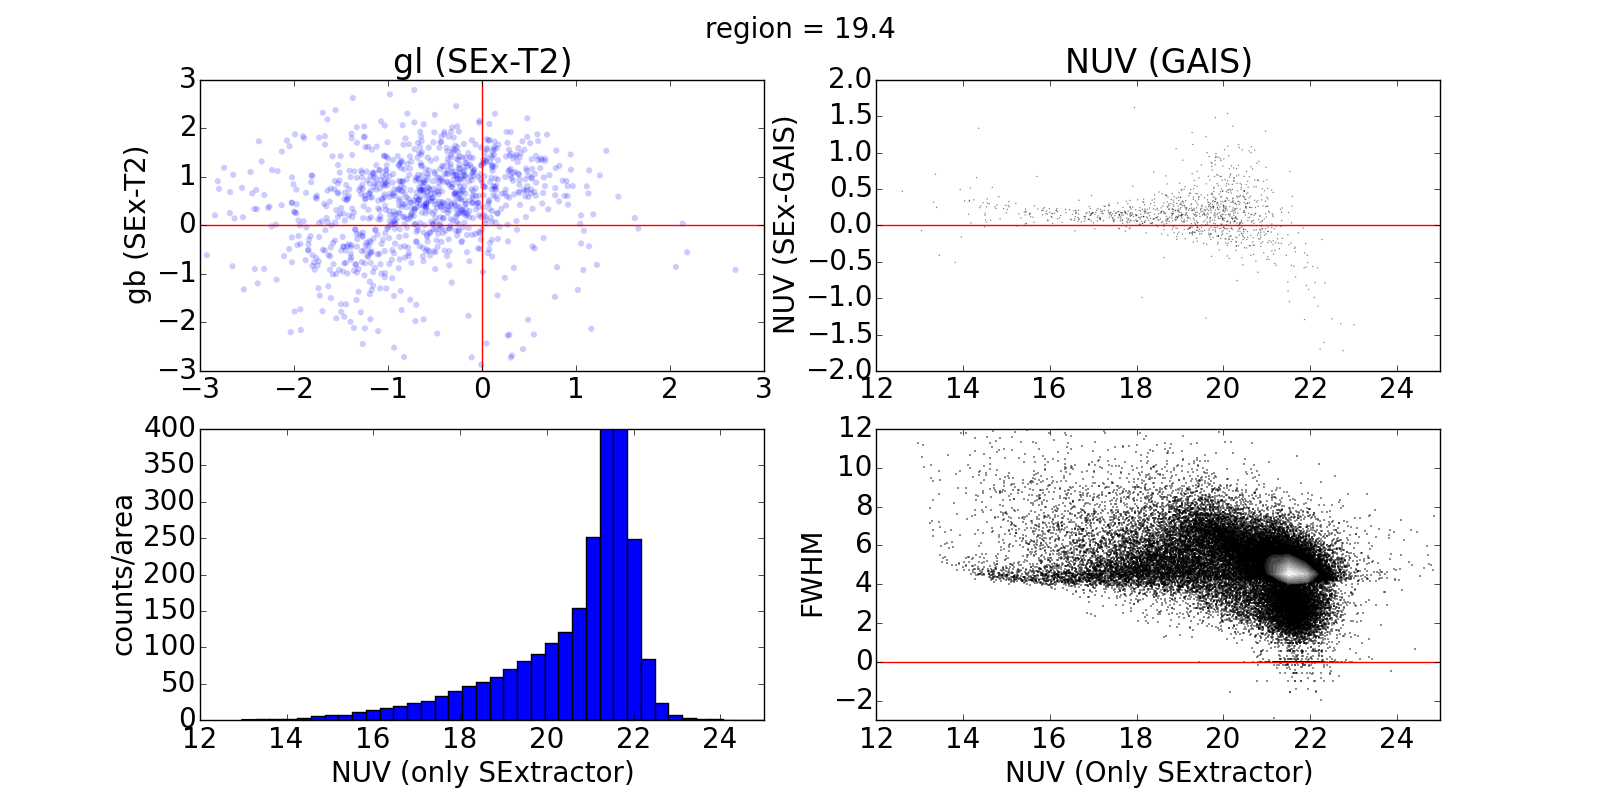 region = 19.4
gl (SEx-T2)
NUV (GAIS)
gb (SEx-T2)
3
2
1
0
−1
−2
−3
−3 −2 −1 0 1 2 3
NUV (SEx-GAIS)
2.0
1.5
1.0
0.5
0.0
−0.5
−1.0
−1.5
−2.0
12 14 16 18 20 22 24
counts/area
400
350
300
250
200
150
100
50
0
12 14 16 18 20 22 24
NUV (only SExtractor)
FWHM
12
10
8
6
4
2
0
−2
12 14 16 18 20 22 24
NUV (Only SExtractor)